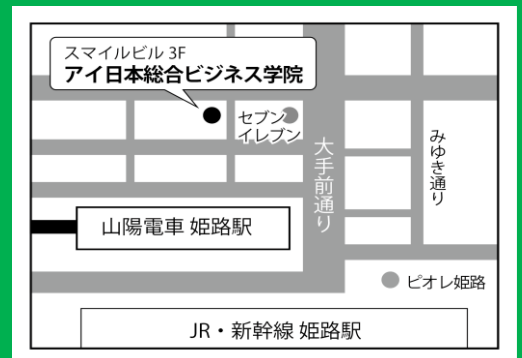 スマイルビル 3F
アイ日本総合ビジネス学院
セブン
イレブン
大手前通り
みゆき通り
山陽電車 姫路駅
ピオレ姫路
JR・新幹線 姫路駅